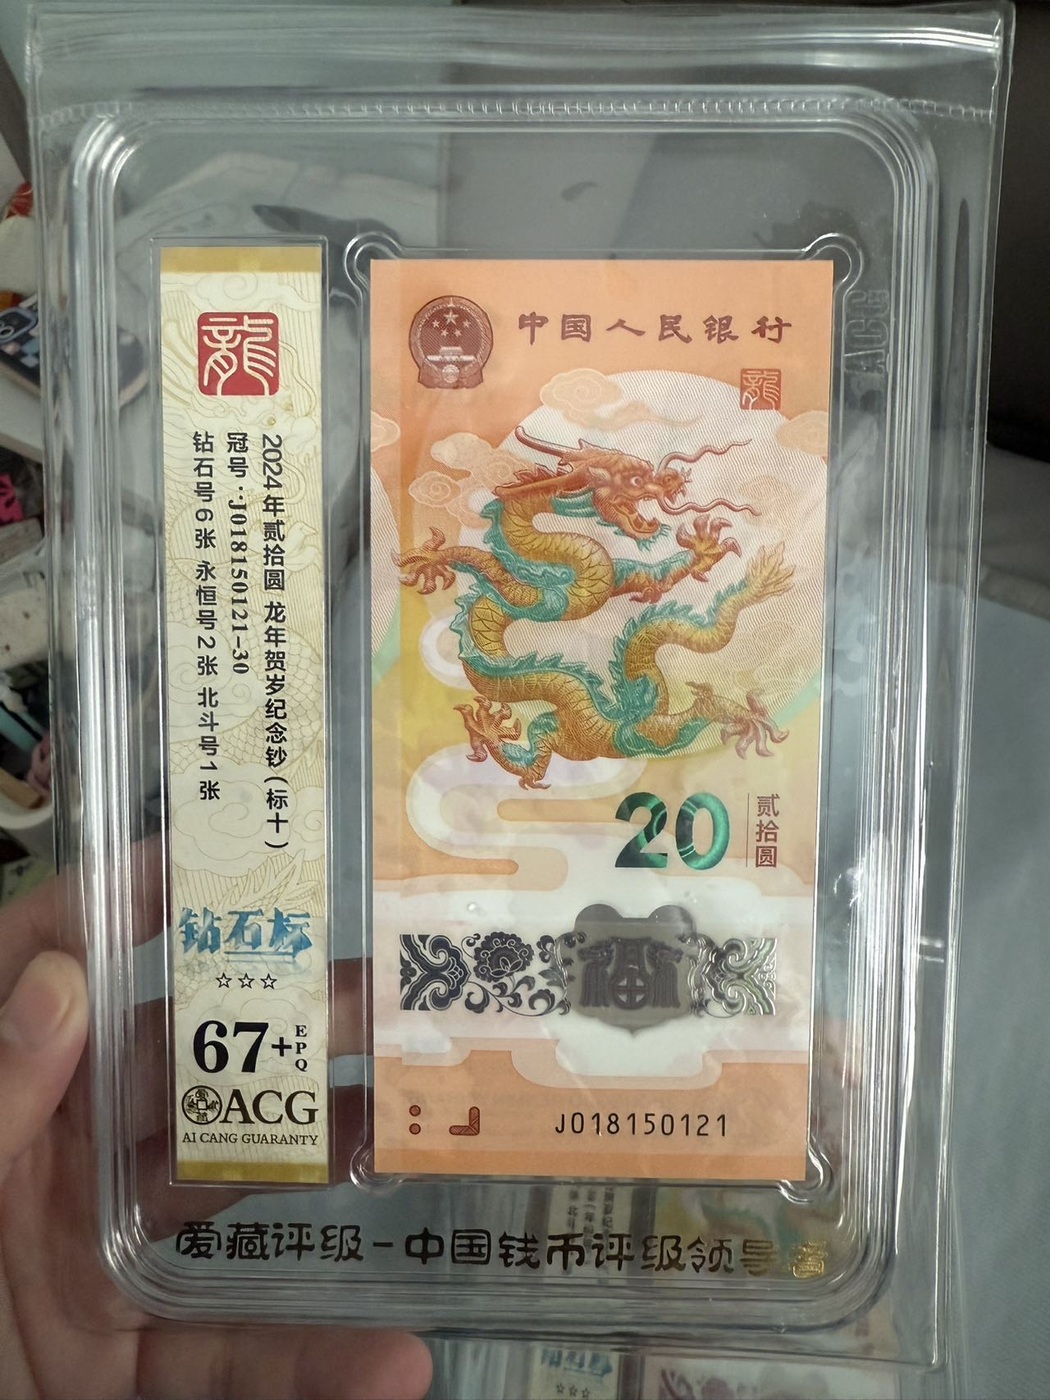 龍
2024年贰拾圆 龙年贺岁纪念钞(标十)
冠号:J018150121-30
钻石号6张 永恒号2张 北斗号1张
钻石标
☆☆☆
67+
EPQ
ACG
AI CANG GUARANTY
中国人民银行
龍
20
贰拾圆
J018150121
ACG
爱藏评级-中国钱币评级领导者
钻石标
☆☆☆